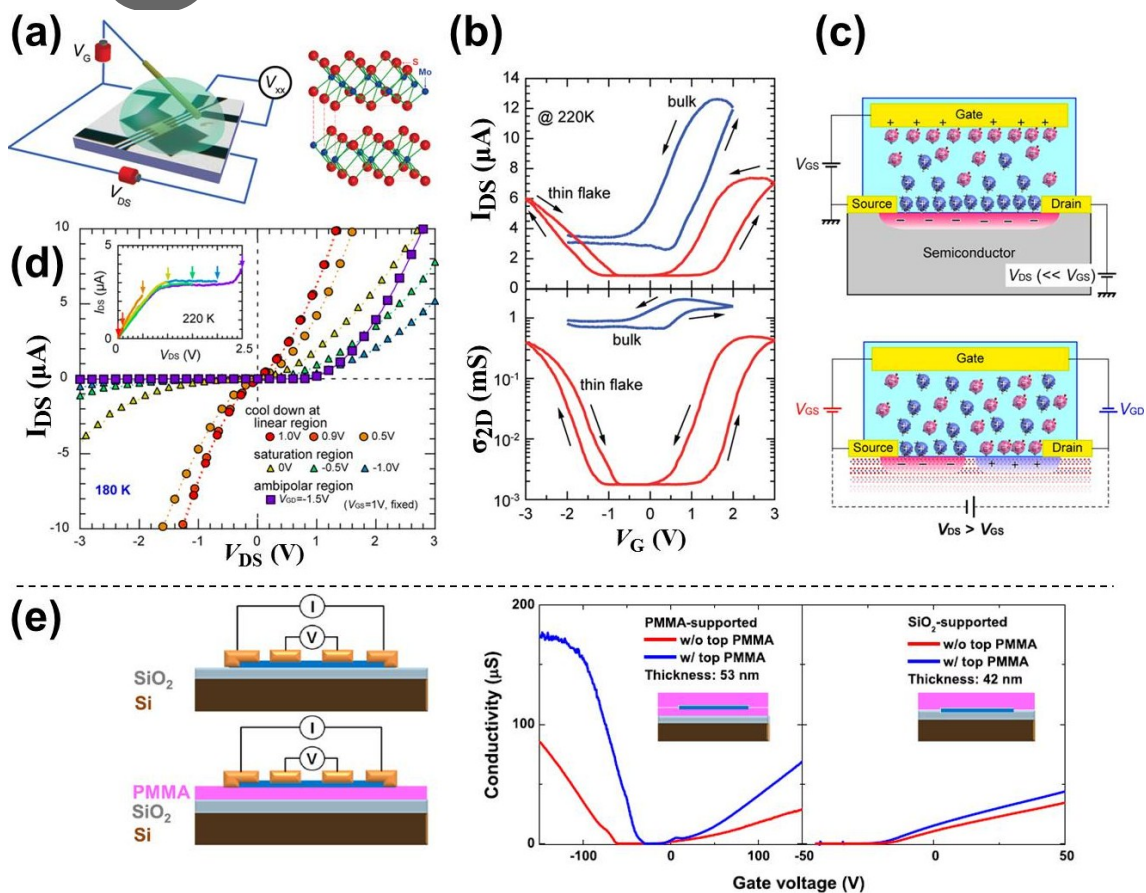 (a)
V_G
V_xx
V_DS
S
Mo
(b)
I_DS (μA)
14
12
10
8
6
4
2
0
@ 220K
bulk
thin flake
σ_2D (mS)
1
10^-1
10^-2
10^-3
bulk
thin flake
-3 -2 -1 0 1 2 3
V_G (V)
(c)
Gate
+ + + + + +
V_GS
Source
Drain
− − − − − −
Semiconductor
V_DS (<< V_GS)
Gate
V_GS
V_GD
Source
Drain
− − − + + +
V_DS > V_GS
(d)
I_DS (μA)
10
5
0
-5
-10
I_DS (μA)
5
0
220 K
0 V_DS (V) 2.5
cool down at
linear region
1.0V 0.9V 0.5V
saturation region
0V -0.5V -1.0V
ambipolar region
V_GD=-1.5V
(V_GS=1V, fixed)
180 K
-3 -2 -1 0 1 2 3
V_DS (V)
(e)
I
V
SiO2
Si
I
V
PMMA
SiO2
Si
Conductivity (μS)
200
100
0
PMMA-supported
w/o top PMMA
w/ top PMMA
Thickness: 53 nm
SiO2-supported
w/o top PMMA
w/ top PMMA
Thickness: 42 nm
-100 0 100 -50 0 50
Gate voltage (V)